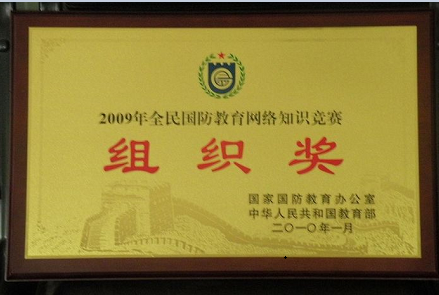 2009年全民国防教育网络知识竞赛
组织奖
国家国防教育办公室
中华人民共和国教育部
二〇一〇年一月